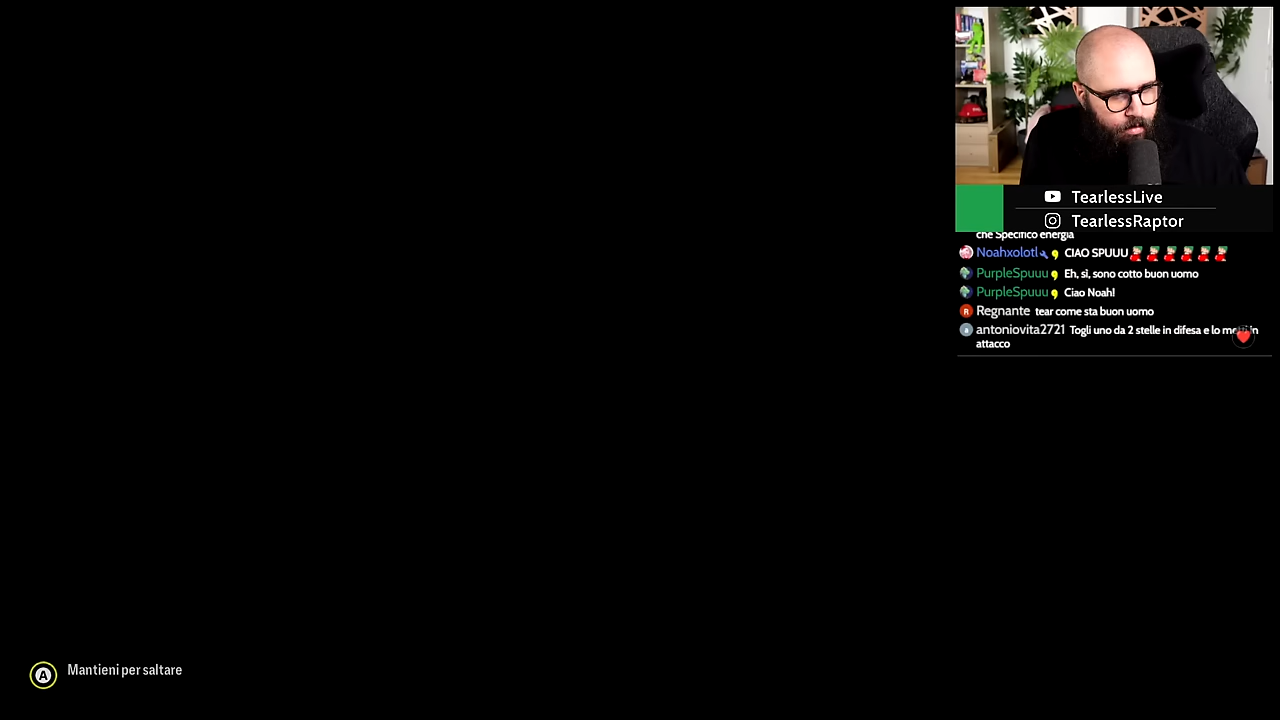 TearlessLive
TearlessRaptor
che Specifico energia
Noahxolotl CIAO SPUUU
PurpleSpuuu Eh, sì, sono cotto buon uomo
PurpleSpuuu Ciao Noah!
R Regnante tear come sta buon uomo
a antoniovita2721 Togli uno da 2 stelle in difesa e lo in
attacco
A Mantieni per saltare